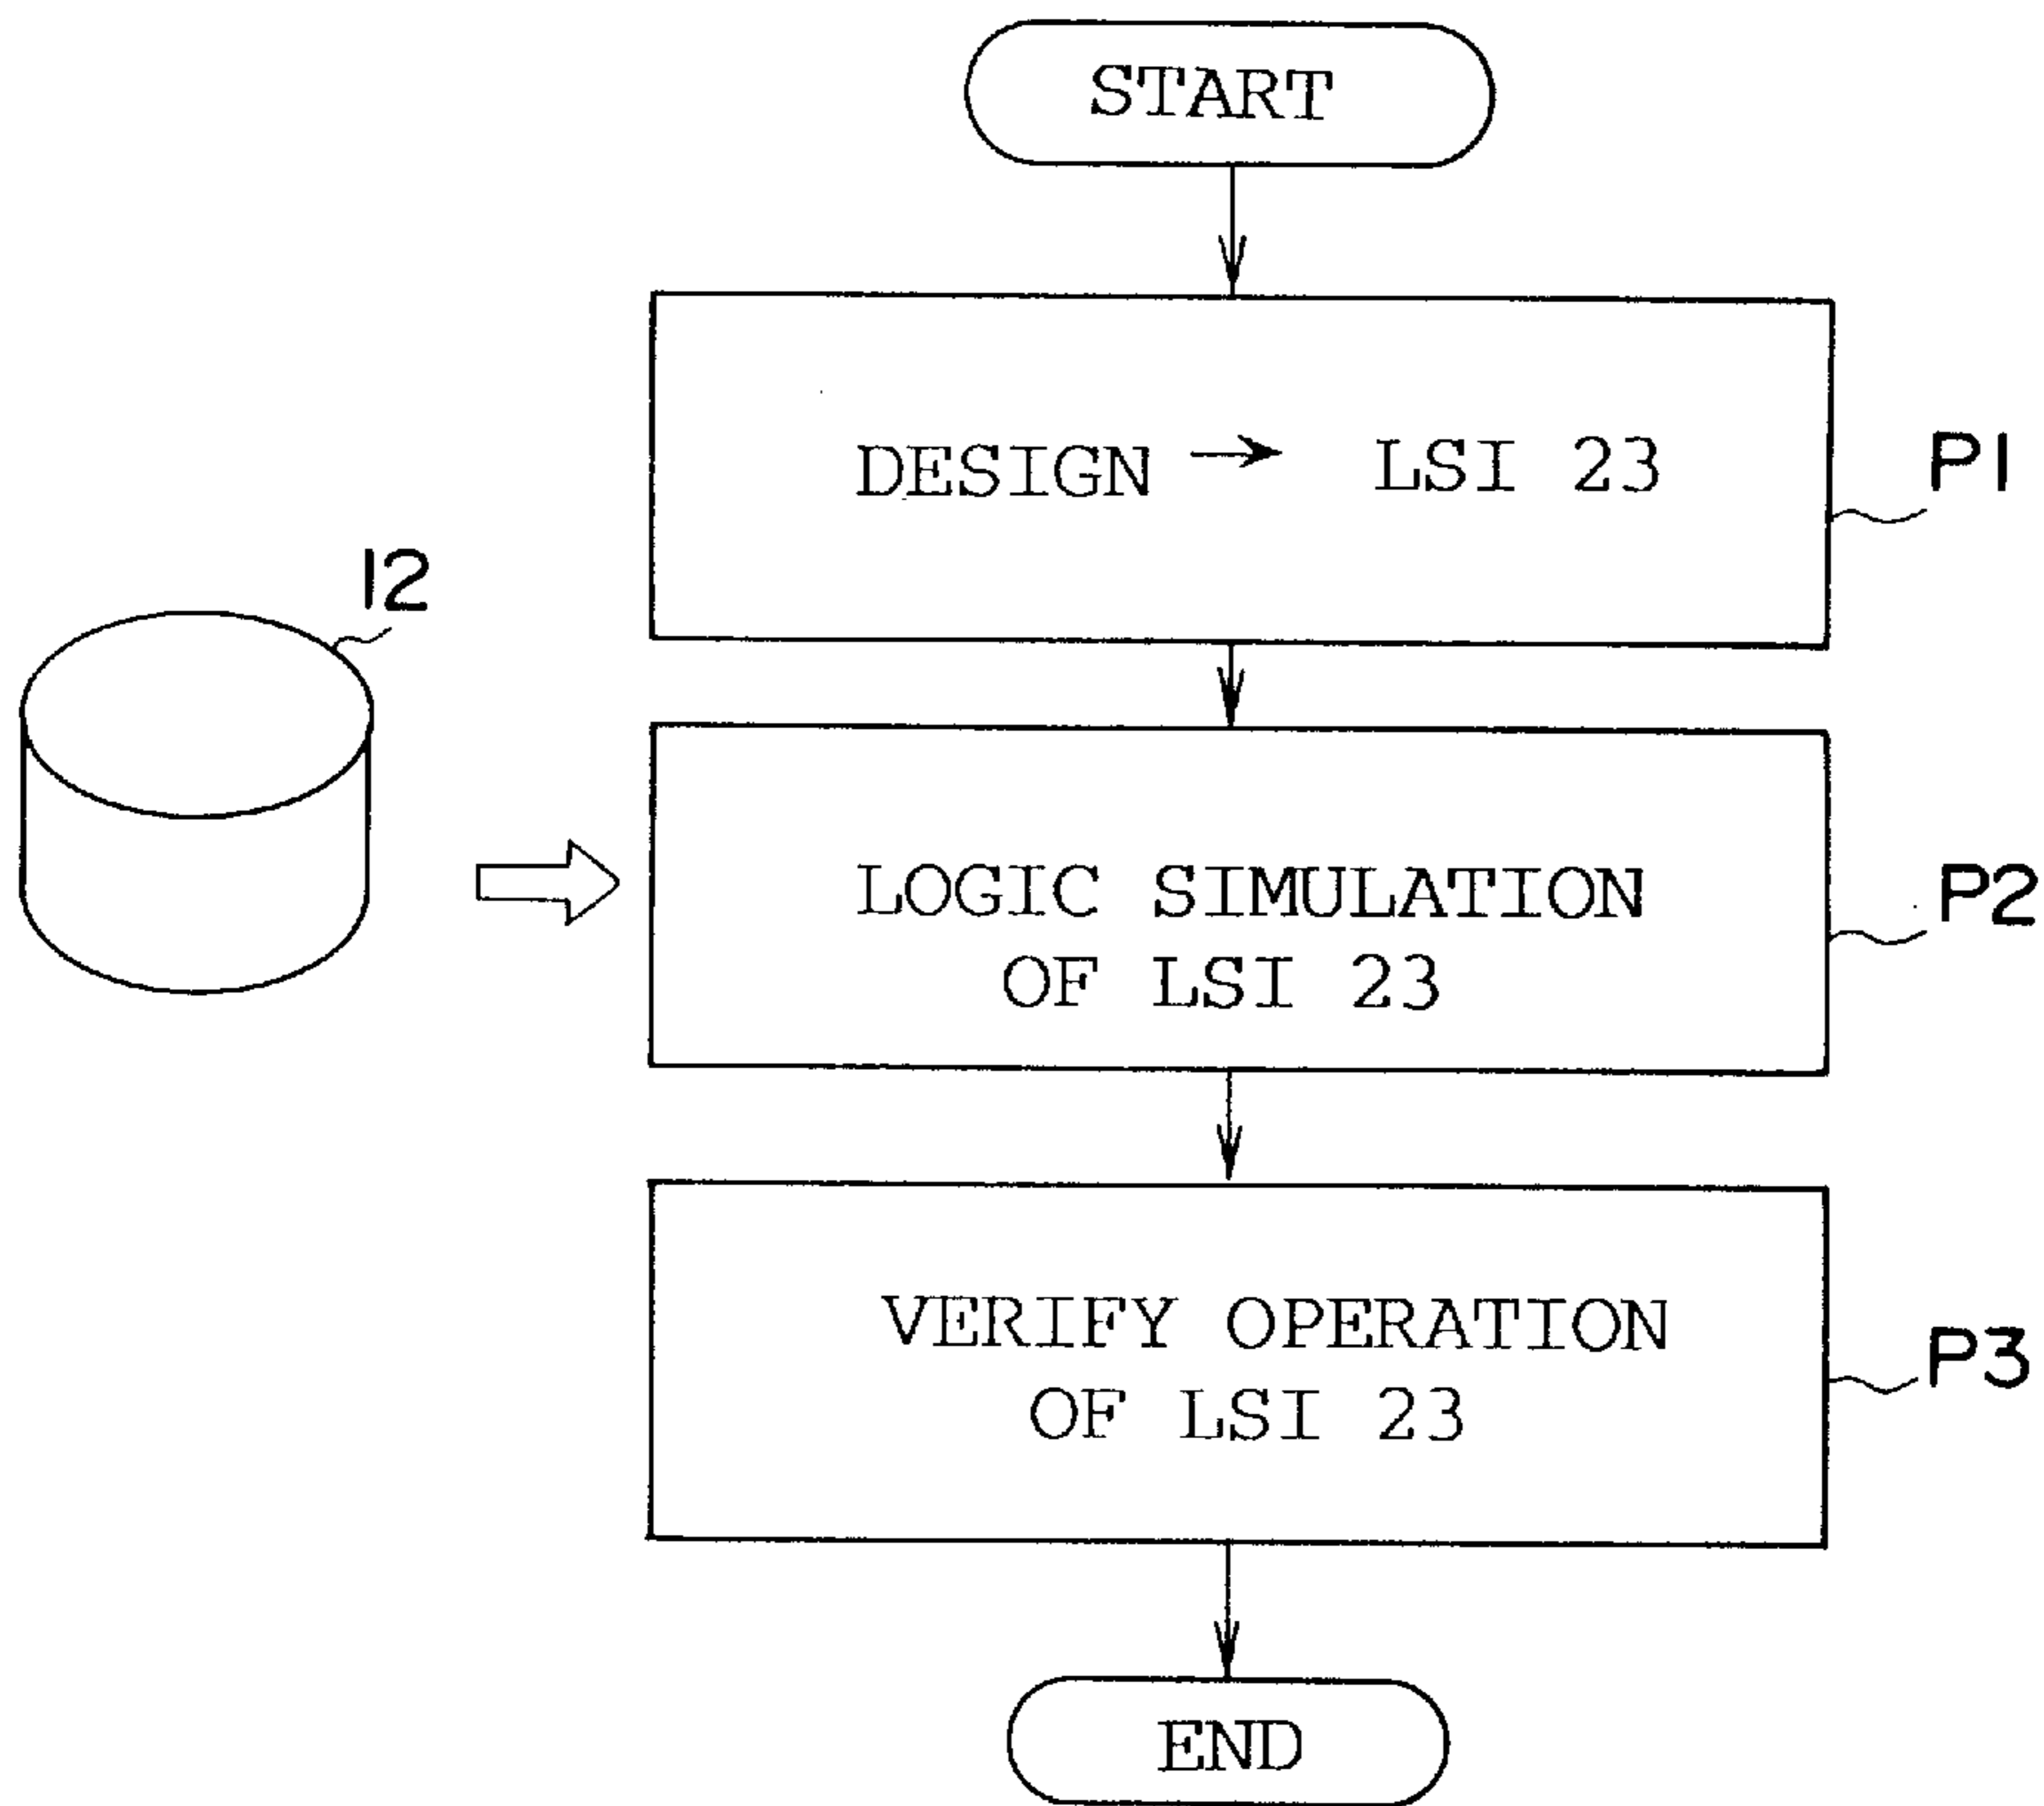 START
DESIGN → LSI 23
P1
12
LOGIC SIMULATION
OF LSI 23
P2
VERIFY OPERATION
OF LSI 23
P3
END